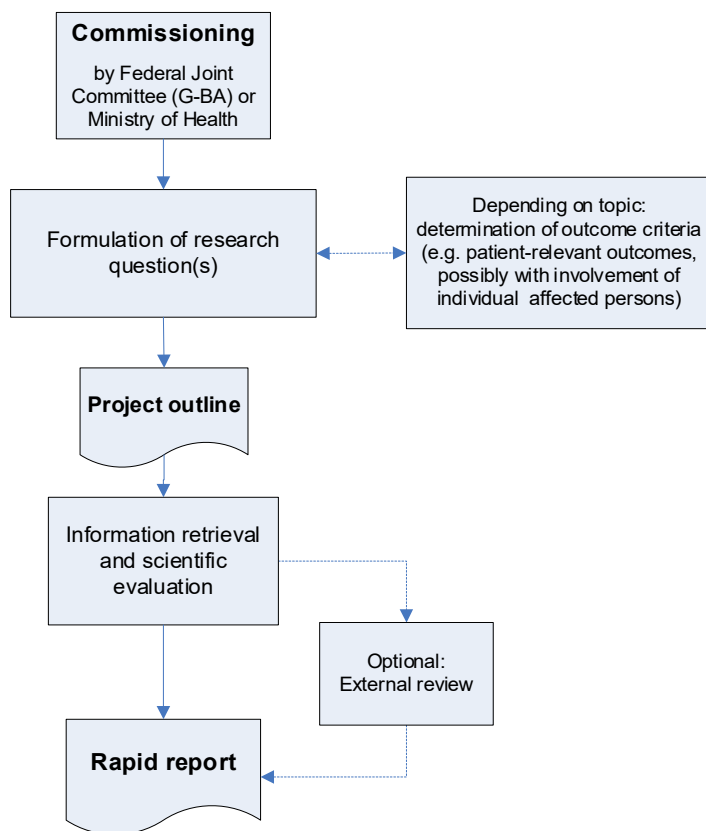 Commissioning
by Federal Joint
Committee (G-BA) or
Ministry of Health
Formulation of research
question(s)
Depending on topic:
determination of outcome criteria
(e.g. patient-relevant outcomes,
possibly with involvement of
individual affected persons)
Project outline
Information retrieval
and scientific
evaluation
Optional:
External review
Rapid report